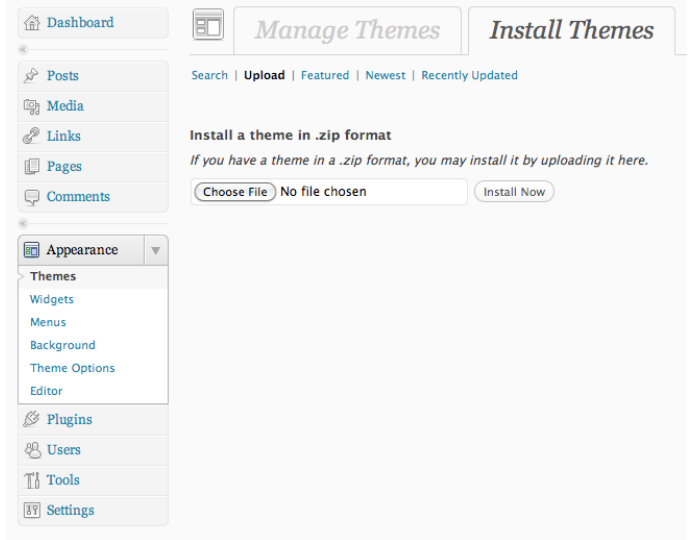 Dashboard
Posts
Media
Links
Pages
Comments
Appearance
Themes
Widgets
Menus
Background
Theme Options
Editor
Plugins
Users
Tools
Settings
Manage Themes
Install Themes
Search | Upload | Featured | Newest | Recently Updated
Install a theme in .zip format
If you have a theme in a .zip format, you may install it by uploading it here.
Choose File No file chosen Install Now